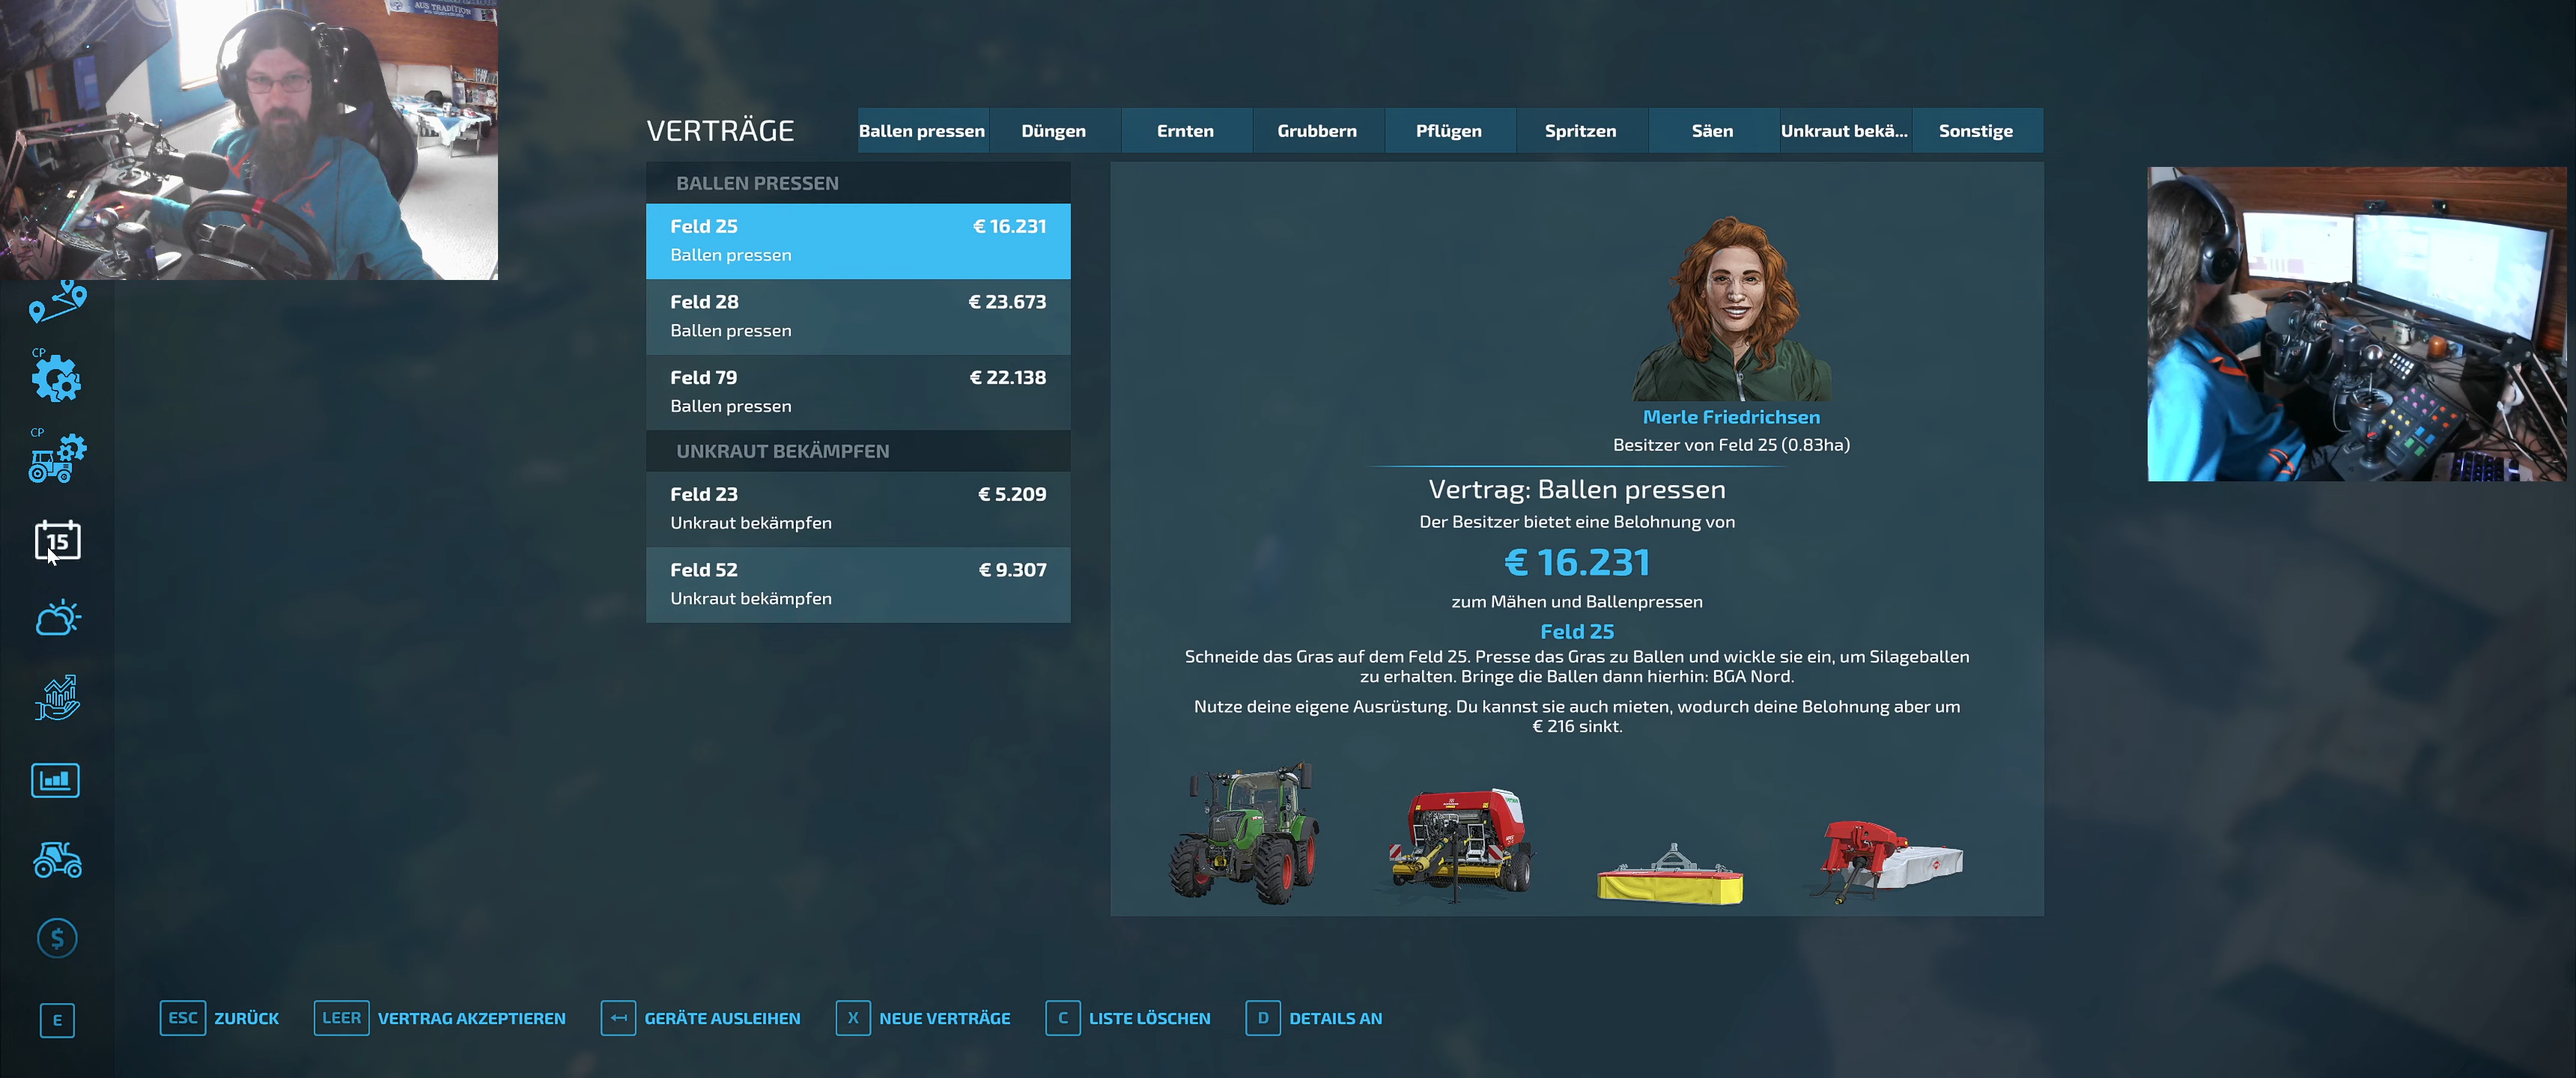 AUS TRADITION
VERTRÄGE
Ballen pressen
Düngen
Ernten
Grubbern
Pflügen
Spritzen
Säen
Unkraut bekä...
Sonstige
BALLEN PRESSEN
Feld 25
€ 16.231
Ballen pressen
Feld 28
€ 23.673
Ballen pressen
Feld 79
€ 22.138
Ballen pressen
UNKRAUT BEKÄMPFEN
Feld 23
€ 5.209
Unkraut bekämpfen
Feld 52
€ 9.307
Unkraut bekämpfen
Merle Friedrichsen
Besitzer von Feld 25 (0.83ha)
Vertrag: Ballen pressen
Der Besitzer bietet eine Belohnung von
€ 16.231
zum Mähen und Ballenpressen
Feld 25
Schneide das Gras auf dem Feld 25. Presse das Gras zu Ballen und wickle sie ein, um Silageballen
zu erhalten. Bringe die Ballen dann hierhin: BGA Nord.
Nutze deine eigene Ausrüstung. Du kannst sie auch mieten, wodurch deine Belohnung aber um
€ 216 sinkt.
CP
CP
15
$
E
ESC ZURÜCK
LEER VERTRAG AKZEPTIEREN
GERÄTE AUSLEIHEN
X NEUE VERTRÄGE
C LISTE LÖSCHEN
D DETAILS AN